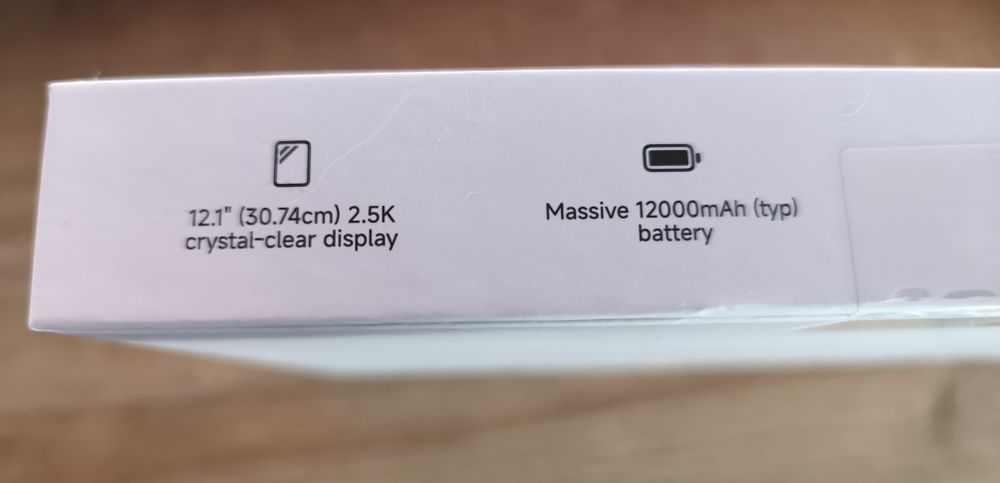 12.1" (30.74cm) 2.5K
crystal-clear display
Massive 12000mAh (typ)
battery